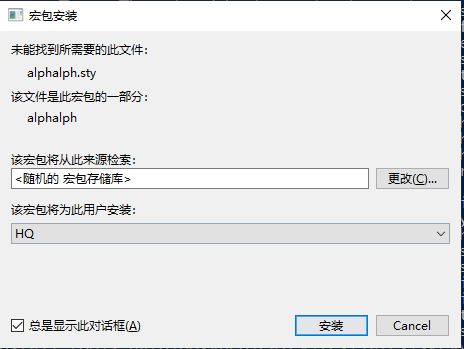 宏包安装
未能找到所需要的此文件:
alphalph.sty
该文件是此宏包的一部分:
alphalph
该宏包将从此来源检索:
<随机的 宏包存储库>
更改(C)...
该宏包将为此用户安装:
HQ
总是显示此对话框(A)
安装
Cancel